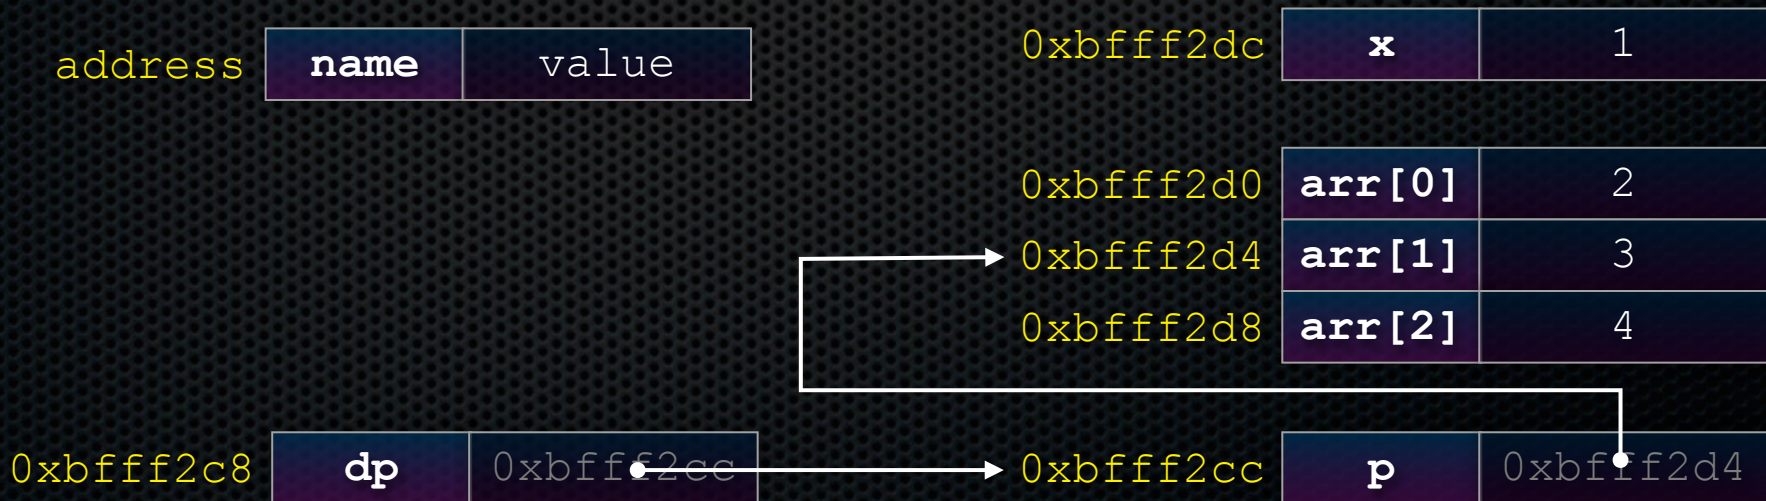 address name value
0xbfff2dc x 1
0xbfff2d0 arr[0] 2
0xbfff2d4 arr[1] 3
0xbfff2d8 arr[2] 4
0xbfff2c8 dp 0xbfff2cc
0xbfff2cc p 0xbfff2d4